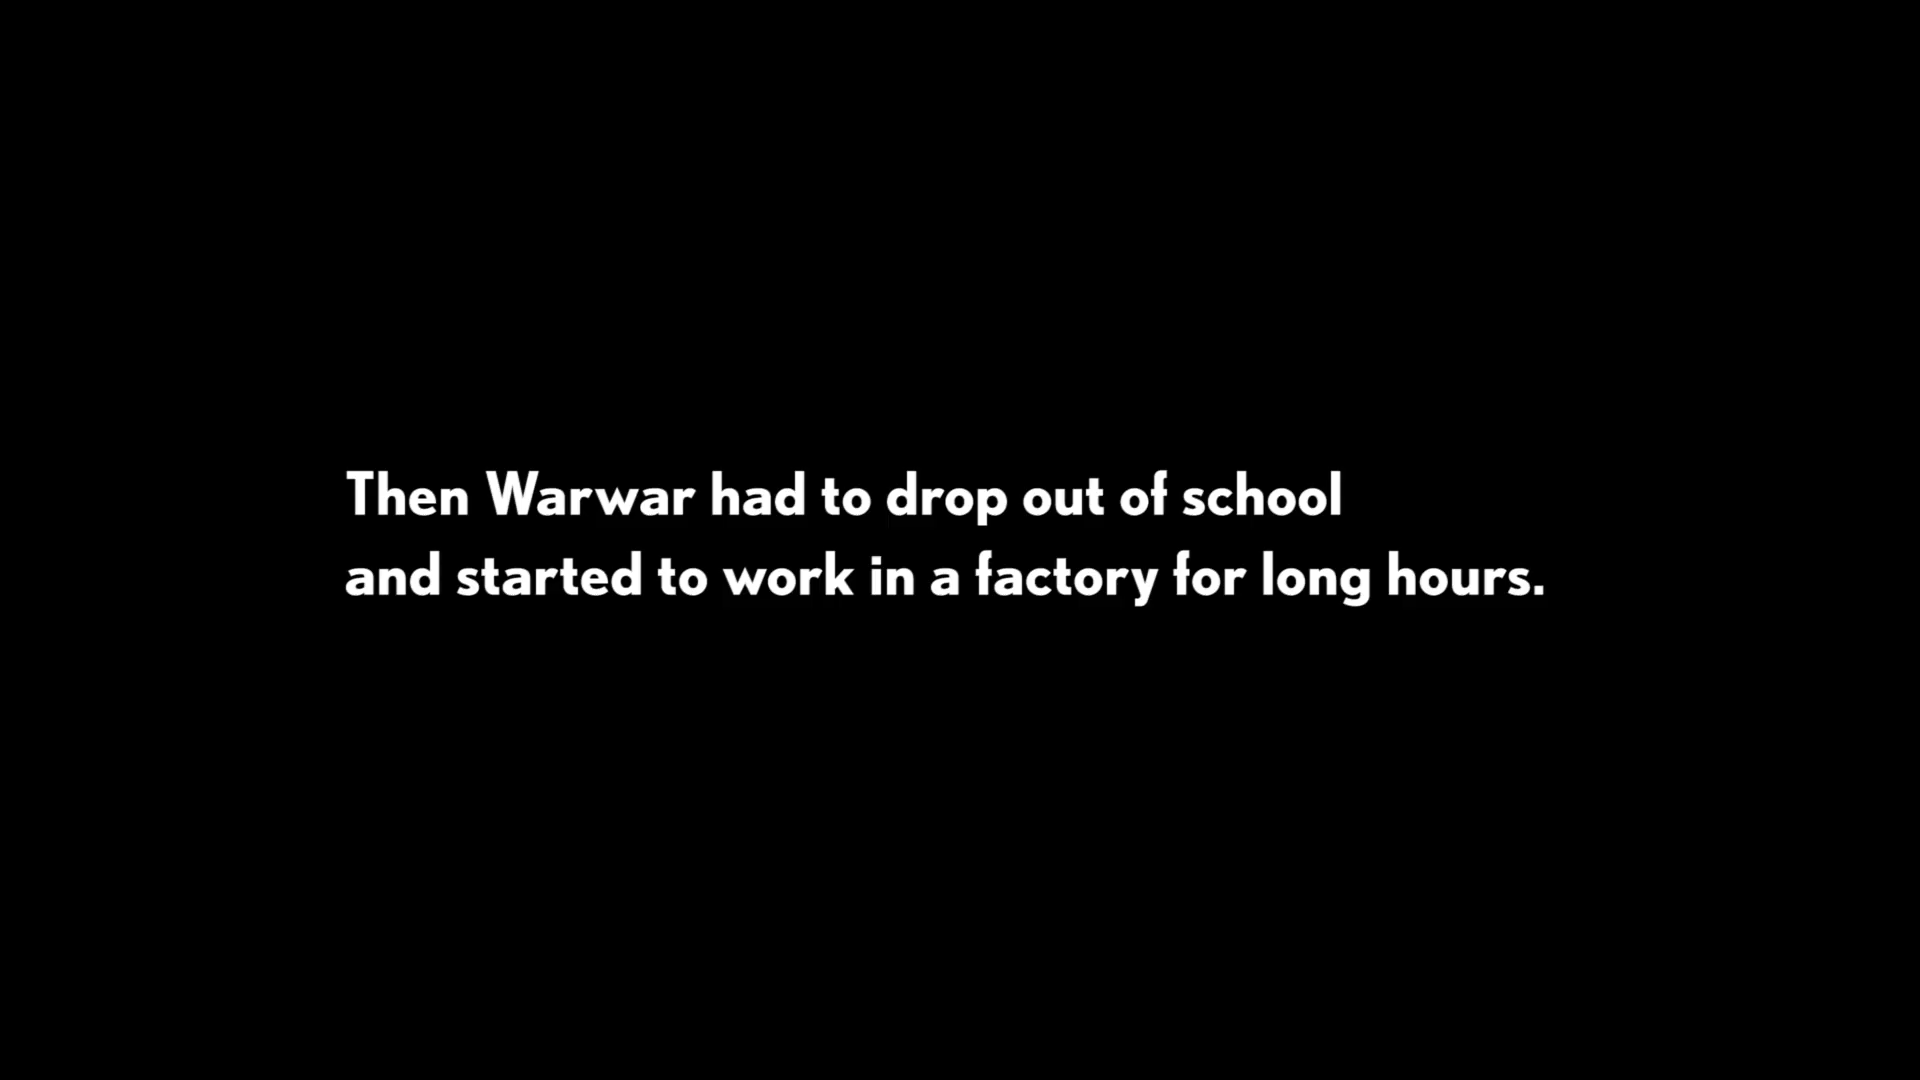 Then Warwar had to drop out of school
and started to work in a factory for long hours.